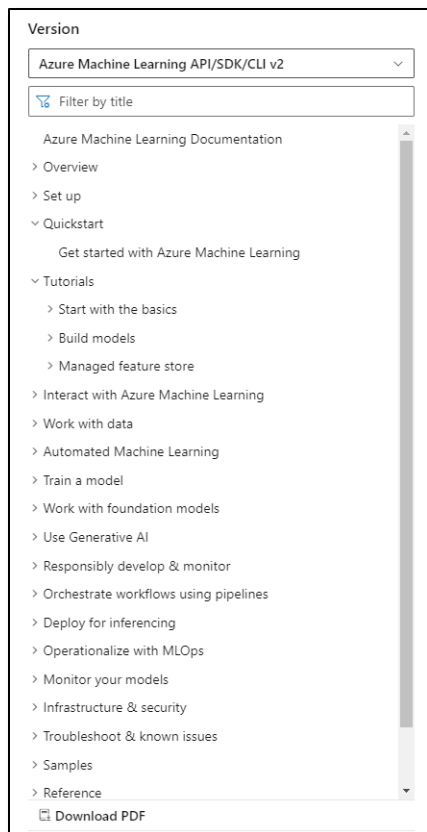 Version
Azure Machine Learning API/SDK/CLI v2
Filter by title
Azure Machine Learning Documentation
Overview
Set up
Quickstart
Get started with Azure Machine Learning
Tutorials
Start with the basics
Build models
Managed feature store
Interact with Azure Machine Learning
Work with data
Automated Machine Learning
Train a model
Work with foundation models
Use Generative AI
Responsibly develop & monitor
Orchestrate workflows using pipelines
Deploy for inferencing
Operationalize with MLOps
Monitor your models
Infrastructure & security
Troubleshoot & known issues
Samples
Reference
Download PDF